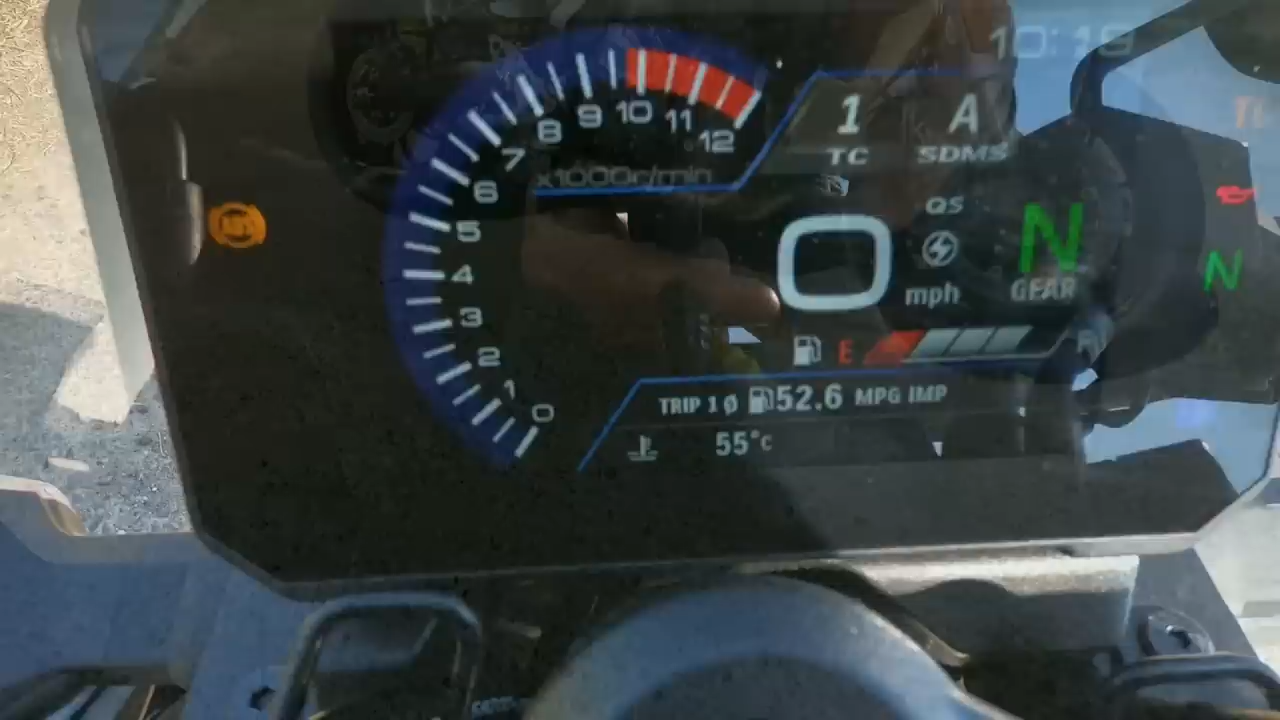 10:19
1 A
TC SDMS
8 9 10 11 12
7
x1000r/min
6
5
4
3
2
1
0
QS
0 mph
N
GEAR
N
E
TRIP 1 Ø 52.6 MPG IMP
55°C